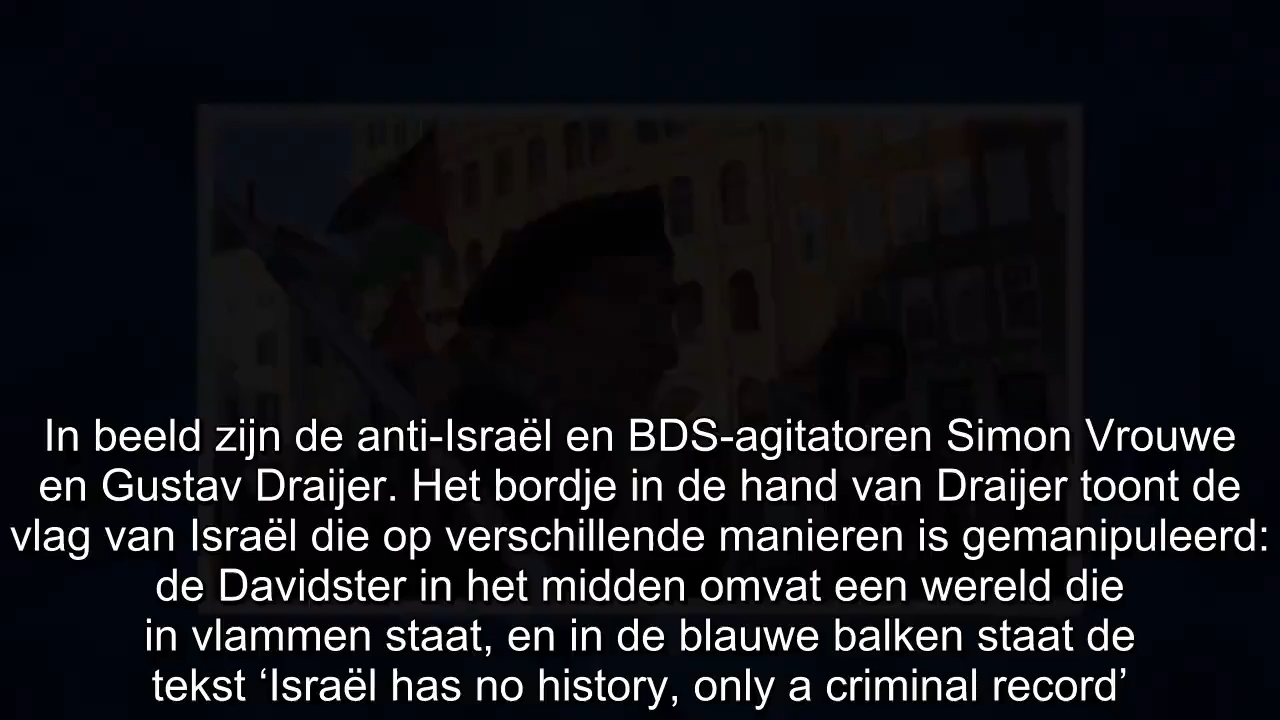 In beeld zijn de anti-Israël en BDS-agitatoren Simon Vrouwe
en Gustav Draijer. Het bordje in de hand van Draijer toont de
vlag van Israël die op verschillende manieren is gemanipuleerd:
de Davidster in het midden omvat een wereld die
in vlammen staat, en in de blauwe balken staat de
tekst ‘Israël has no history, only a criminal record’